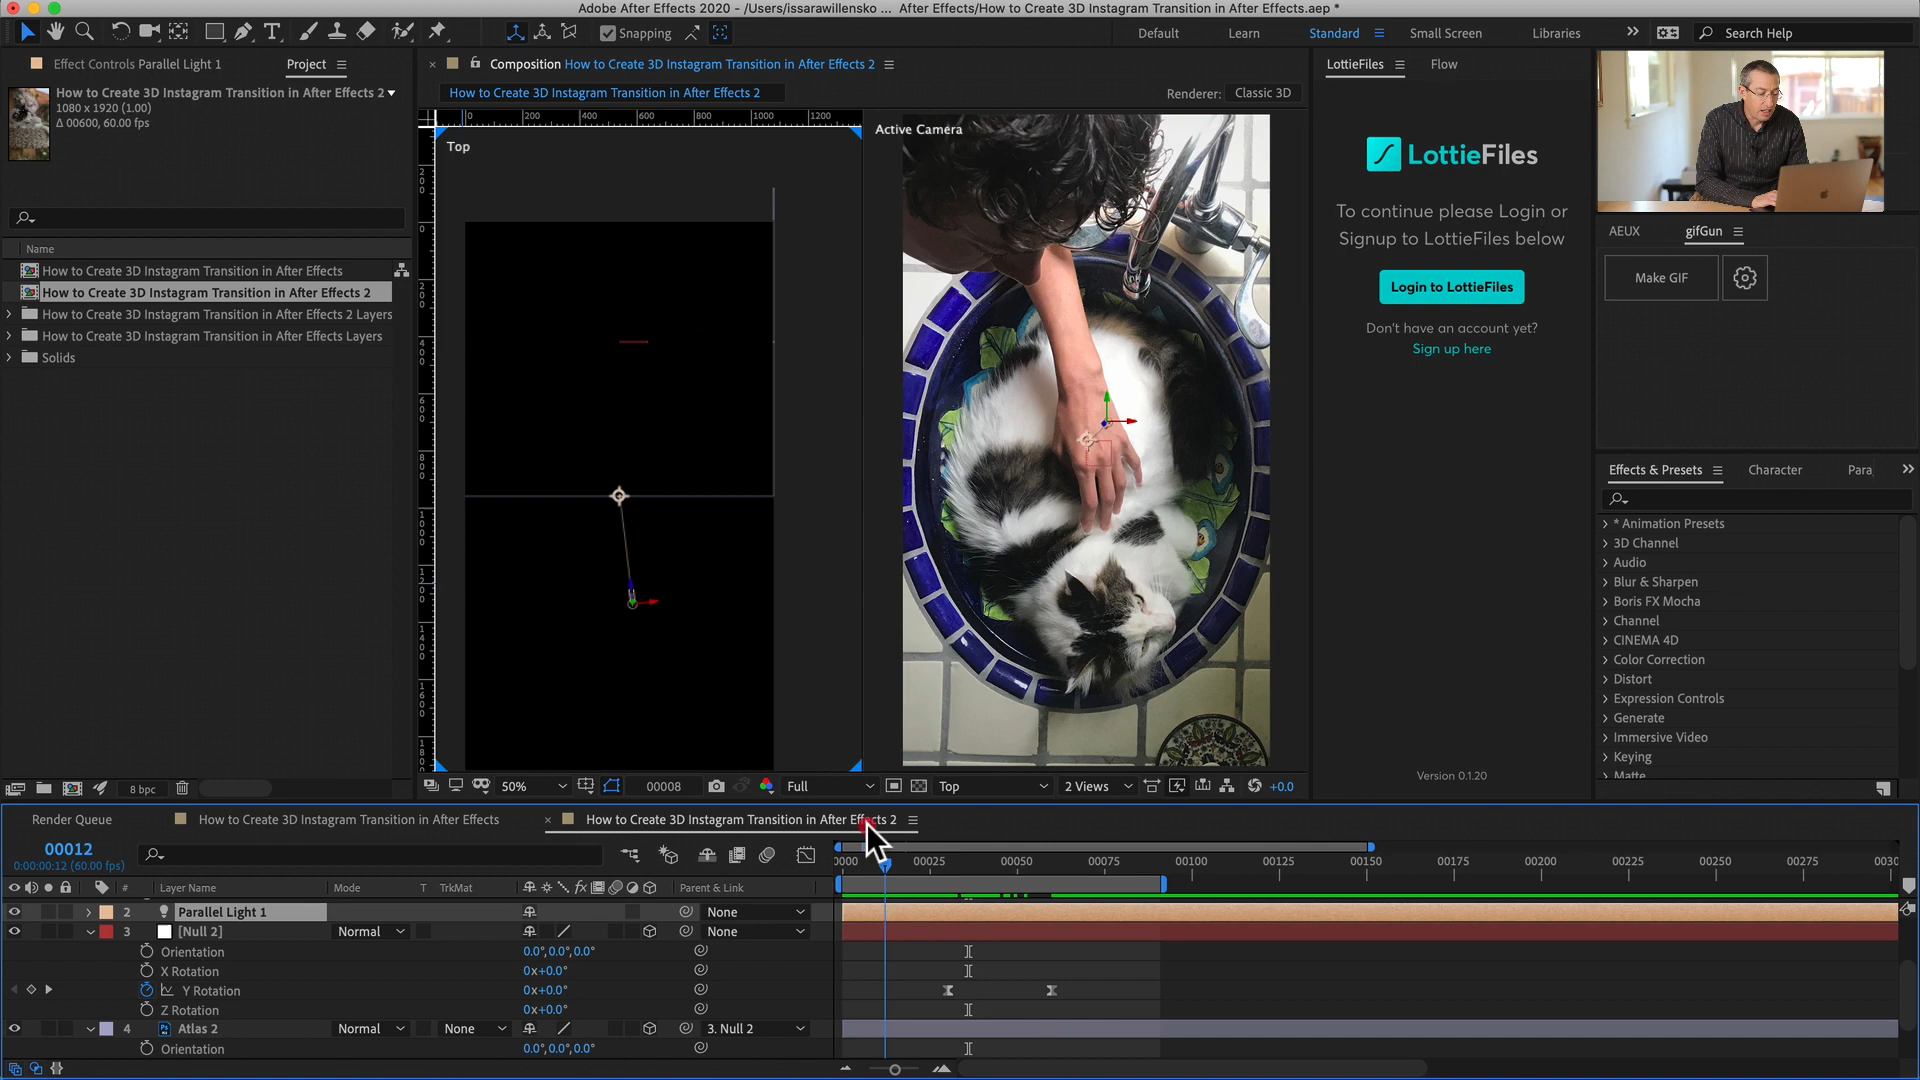 Adobe After Effects 2020 - /Users/issarawillensko ... After Effects/How to Create 3D Instagram Transition in After Effects.aep *
Snapping
Default
Learn
Standard
Small Screen
Libraries
Search Help
Effect Controls Parallel Light 1
Project
Composition How to Create 3D Instagram Transition in After Effects 2
LottieFiles
Flow
How to Create 3D Instagram Transition in After Effects 2
1080 x 1920 (1.00)
Δ 00600, 60.00 fps
How to Create 3D Instagram Transition in After Effects 2
Renderer:
Classic 3D
0 200 400 600 800 1000 1200
Top
Active Camera
LottieFiles
To continue please Login or
Signup to LottieFiles below
Login to LottieFiles
Don't have an account yet?
Sign up here
Version 0.1.20
AEUX
gifGun
Make GIF
Name
How to Create 3D Instagram Transition in After Effects
How to Create 3D Instagram Transition in After Effects 2
How to Create 3D Instagram Transition in After Effects 2 Layers
How to Create 3D Instagram Transition in After Effects Layers
Solids
Effects & Presets
Character
Para
* Animation Presets
3D Channel
Audio
Blur & Sharpen
Boris FX Mocha
Channel
CINEMA 4D
Color Correction
Distort
Expression Controls
Generate
Immersive Video
Keying
Matte
8 bpc
50%
00008
Full
Top
2 Views
+0.0
Render Queue
How to Create 3D Instagram Transition in After Effects
How to Create 3D Instagram Transition in After Effects 2
00012
0:00:00:12 (60.00 fps)
0000 00025 00050 00075 00100 00125 00150 00175 00200 00225 00250 00275 0030
# Layer Name Mode T TrkMat Parent & Link
2 Parallel Light 1 None
3 [Null 2] Normal None
Orientation 0.0°,0.0°,0.0°
X Rotation 0x+0.0°
Y Rotation 0x+0.0°
Z Rotation 0x+0.0°
4 Atlas 2 Normal None 3. Null 2
Orientation 0.0°,0.0°,0.0°